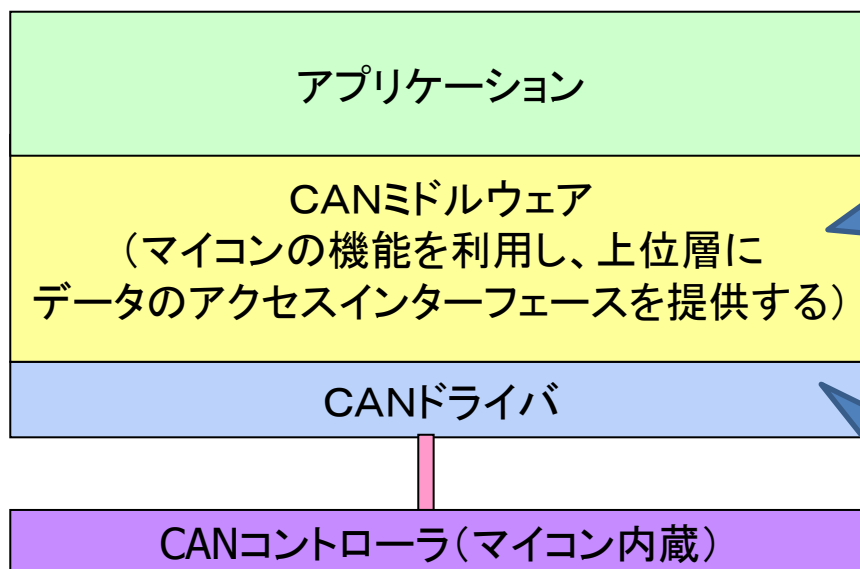 アプリケーション
CANミドルウェア
（マイコンの機能を利用し、上位層に
データのアクセスインターフェースを提供する）
CANドライバ
CANコントローラ（マイコン内蔵）